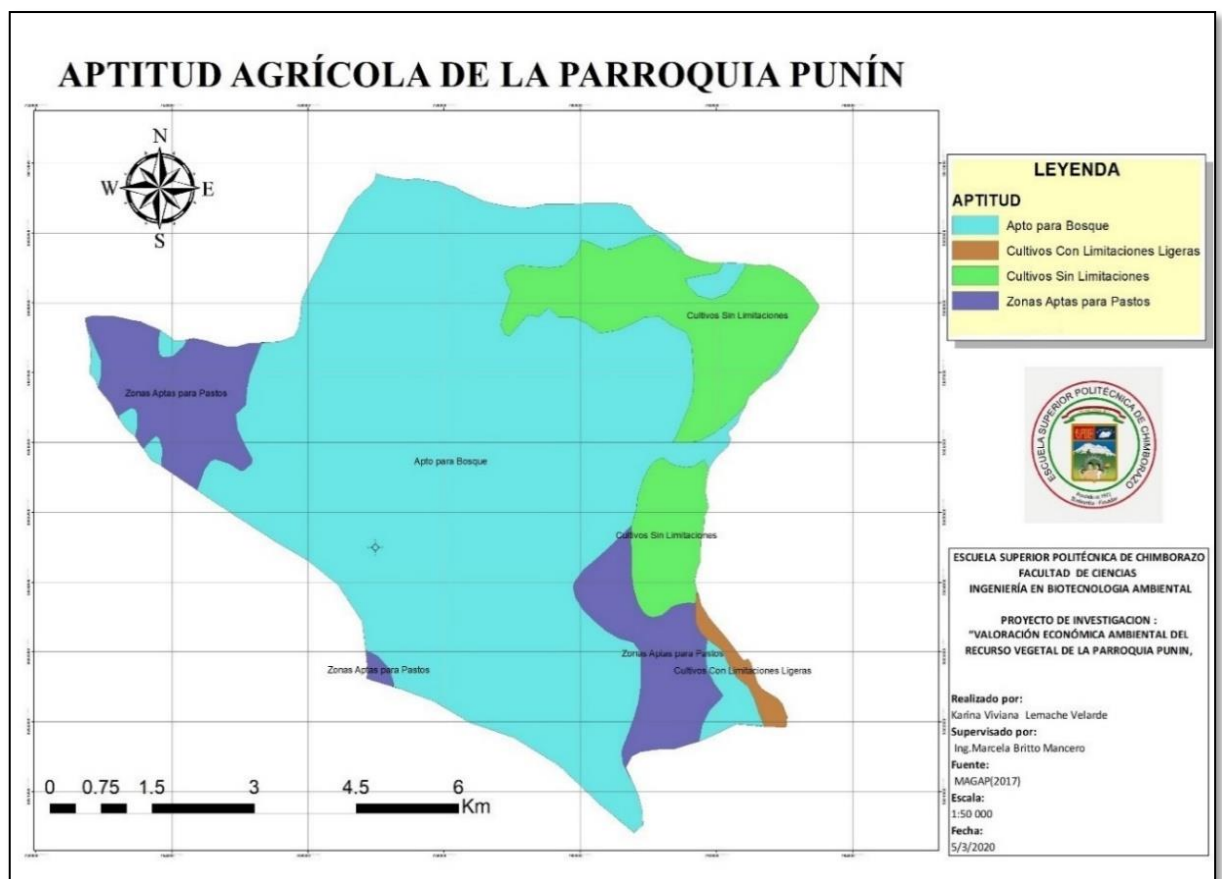 APTITUD AGRÍCOLA DE LA PARROQUIA PUNÍN
N
W E
S
LEYENDA
APTITUD
Apto para Bosque
Cultivos Con Limitaciones Ligeras
Cultivos Sin Limitaciones
Zonas Aptas para Pastos
Cultivos Sin Limitaciones
Zonas Aptas para Pastos
Apto para Bosque
Cultivos Sin Limitaciones
Zonas Aptas para Pastos
Zonas Aptas para Pastos
Cultivos Con Limitaciones Ligeras
0 0.75 1.5 3 4.5 6
Km
ESCUELA SUPERIOR POLITÉCNICA DE CHIMBORAZO
ESCUELA SUPERIOR POLITÉCNICA DE CHIMBORAZO
FACULTAD DE CIENCIAS
INGENIERÍA EN BIOTECNOLOGIA AMBIENTAL
PROYECTO DE INVESTIGACION :
"VALORACIÓN ECONÓMICA AMBIENTAL DEL
RECURSO VEGETAL DE LA PARROQUIA PUNIN,
Realizado por:
Karina Viviana Lemache Velarde
Supervisado por:
Ing.Marcela Britto Mancero
Fuente:
MAGAP(2017)
Escala:
1:50 000
Fecha:
5/3/2020